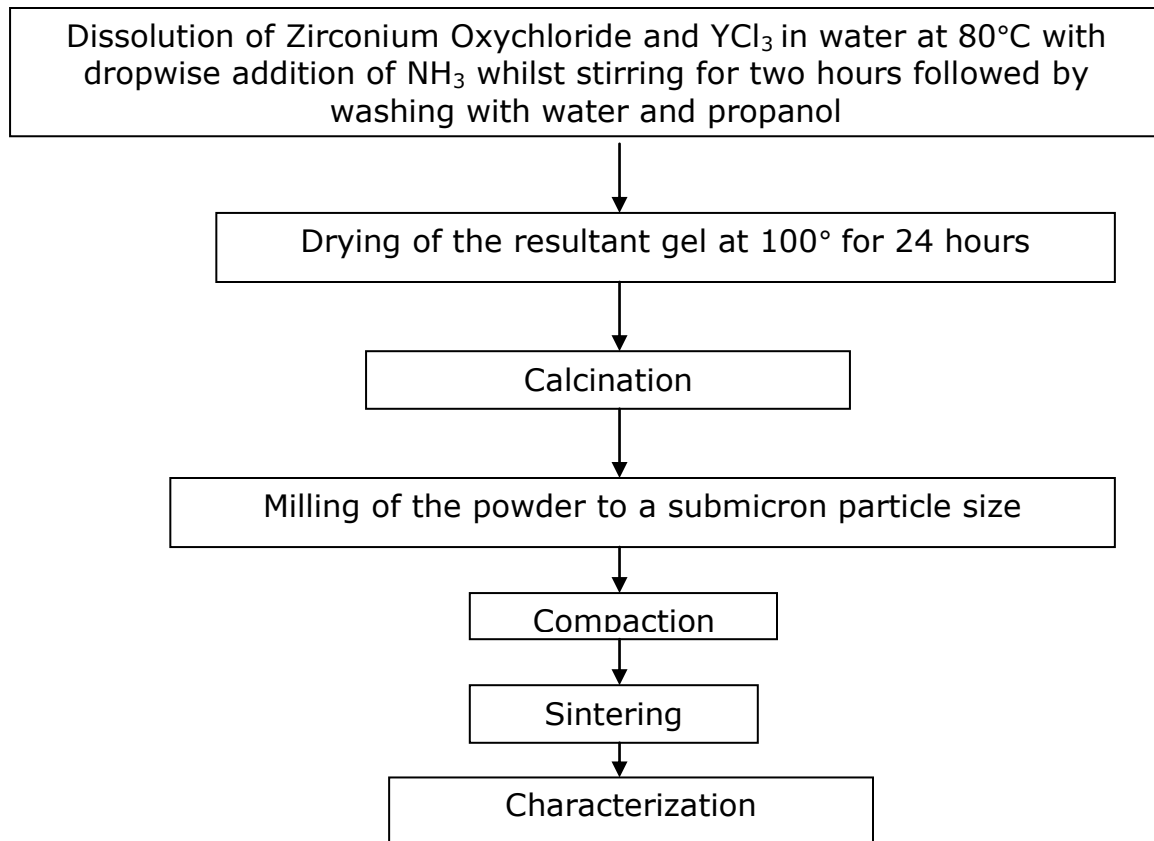 Dissolution of Zirconium Oxychloride and YCl₃ in water at 80°C with
dropwise addition of NH₃ whilst stirring for two hours followed by
washing with water and propanol
Drying of the resultant gel at 100° for 24 hours
Calcination
Milling of the powder to a submicron particle size
Compaction
Sintering
Characterization